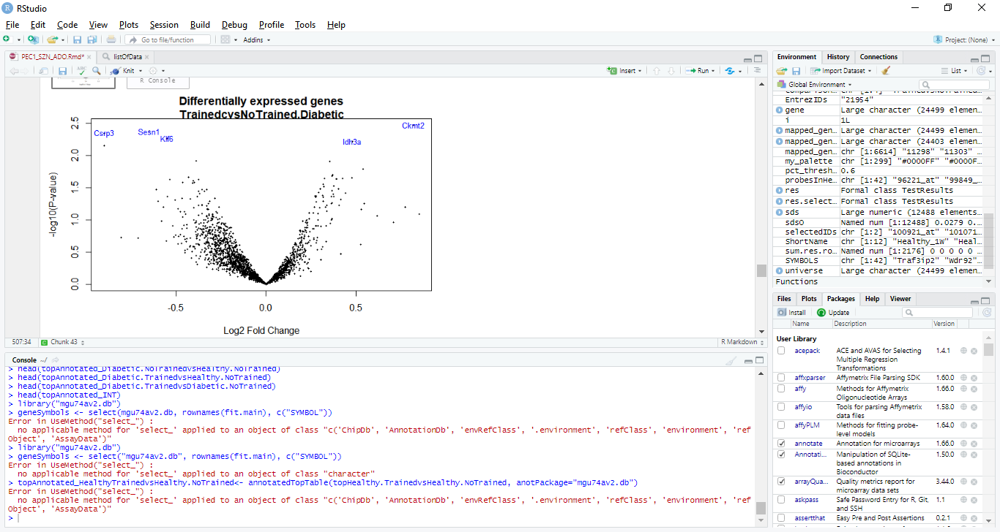 RStudio
File Edit Code View Plots Session Build Debug Profile Tools Help
Go to file/function Addins Project: (None)
PEC1_SZN_ADO.Rmd* listOfData
ABC Knit Insert Run
R Console
Differentially expressed genes
TrainedcvsNoTrained.Diabetic
-log10(P-value)
2.5
2.0
1.5
1.0
0.5
0.0
Csrp3 Sesn1 Klf6 Idh3a Ckmt2
-0.5 0.0 0.5
Log2 Fold Change
507:34 Chunk 43 R Markdown
Console ~/
> head(topAnnotated_Diabetic.NoTrainedvsHealthy.NoTrained)
> head(topAnnotated_Diabetic.TrainedvsHealthy.NoTrained)
> head(topAnnotated_Diabetic.TrainedvsDiabetic.NoTrained)
> head(topAnnotated_INT)
> library("mgu74av2.db")
> geneSymbols <- select(mgu74av2.db, rownames(fit.main), c("SYMBOL"))
Error in UseMethod("select_") :
no applicable method for 'select_' applied to an object of class "c('ChipDb', 'AnnotationDb', 'envRefClass', '.environment', 'refClass', 'environment', 'ref
Object', 'AssayData')"
> library("mgu74av2.db")
> geneSymbols <- select("mgu74av2.db", rownames(fit.main), c("SYMBOL"))
Error in UseMethod("select_") :
no applicable method for 'select_' applied to an object of class "character"
> topAnnotated_HealthyTrainedvsHealthy.NoTrained<- annotatedTopTable(topHealthy.TrainedvsHealthy.NoTrained, anotPackage="mgu74av2.db")
Error in UseMethod("select_") :
no applicable method for 'select_' applied to an object of class "c('ChipDb', 'AnnotationDb', 'envRefClass', '.environment', 'refClass', 'environment', 'ref
Object', 'AssayData')"
>
Environment History Connections
Import Dataset List
Global Environment
EntrezIDs "21954"
gene Large character (24499 elemen...
i 1L
mapped_gen... Large character (24499 elemen...
mapped_gen... Large character (24403 elemen...
mapped_gen... chr [1:6614] "11298" "11303" ...
my_palette chr [1:299] "#0000FF" "#0000F...
pct_thresh... 0.6
probesInHe... chr [1:42] "96221_at" "99849_...
res Formal class TestResults
res.select... Formal class TestResults
sds Large numeric (12488 elements...
sdsO Named num [1:12488] 0.0279 0....
selectedIDs chr [1:2] "100921_at" "101071...
ShortName chr [1:12] "Healthy_1W" "Heal...
sum.res.ro... Named num [1:2176] 0 0 0 0 0 ...
SYMBOLS chr [1:42] "Traf3ip2" "Wdr92"...
universe Large character (24499 elemen...
Functions
Files Plots Packages Help Viewer
Install Update
Name Description Version
User Library
acepack ACE and AVAS for Selecting 1.4.1
Multiple Regression
Transformations
affxparser Affymetrix File Parsing SDK 1.60.0
affy Methods for Affymetrix 1.66.0
Oligonucleotide Arrays
affyio Tools for parsing Affymetrix 1.58.0
data files
affyPLM Methods for fitting probe- 1.64.0
level models
annotate Annotation for microarrays 1.66.0
Annotati... Manipulation of SQLite- 1.50.0
based annotations in
Bioconductor
arrayQua... Quality metrics report for 3.44.0
microarray data sets
askpass Safe Password Entry for R, Git, 1.1
and SSH
assertthat Easy Pre and Post Assertions 0.2.1